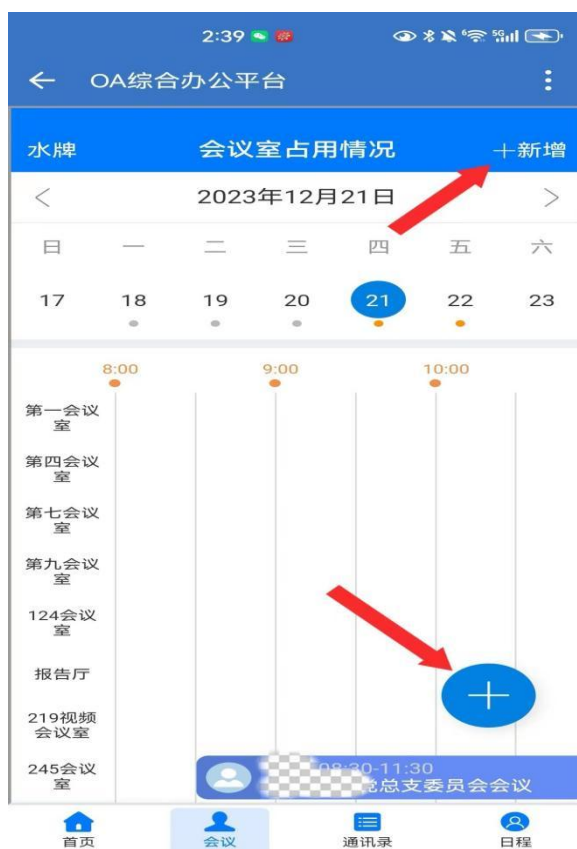 2:39
5G
OA综合办公平台
水牌 会议室占用情况 +新增
< 2023年12月21日 >
日 一 二 三 四 五 六
17 18 19 20 21 22 23
8:00 9:00 10:00
第一会议
室
第四会议
室
第七会议
室
第九会议
室
124会议
室
报告厅
219视频
会议室
245会议
室
08:30-11:30
党总支委员会会议
首页 会议 通讯录 日程